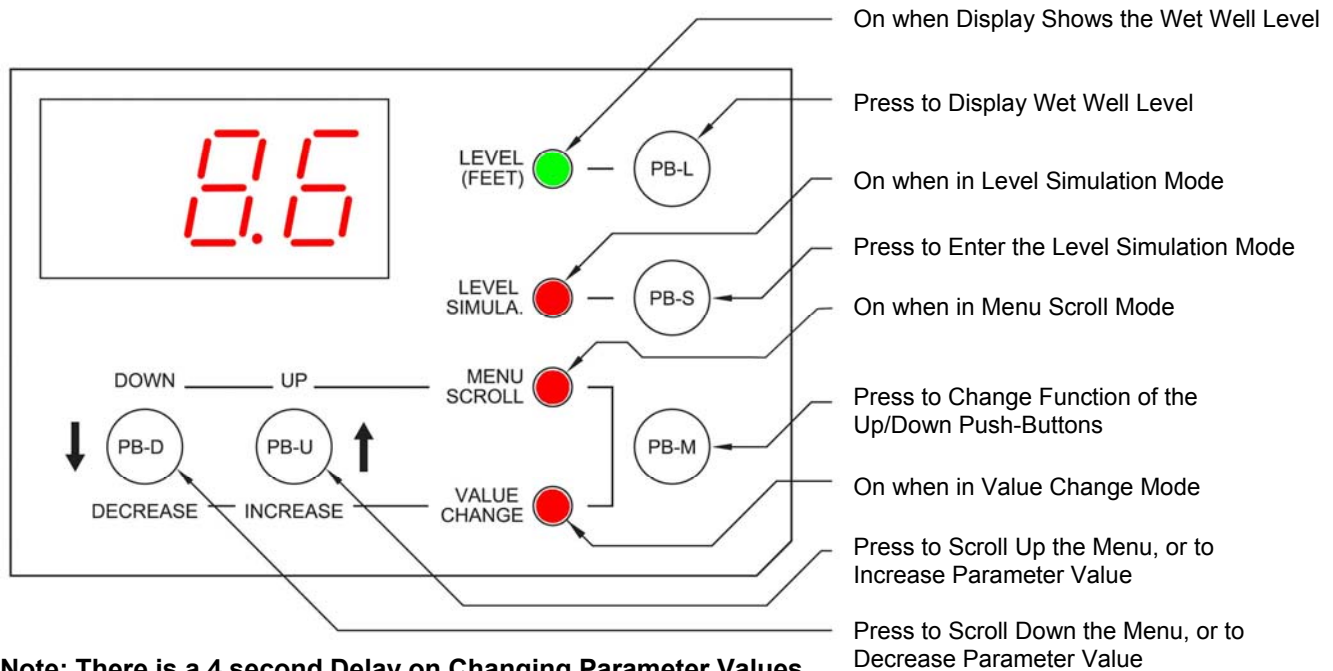 On when Display Shows the Wet Well Level
Press to Display Wet Well Level
8.6
LEVEL
(FEET)
PB-L
On when in Level Simulation Mode
Press to Enter the Level Simulation Mode
LEVEL
SIMULA.
PB-S
On when in Menu Scroll Mode
DOWN
UP
MENU
SCROLL
Press to Change Function of the
Up/Down Push-Buttons
PB-D
PB-U
PB-M
On when in Value Change Mode
DECREASE
INCREASE
VALUE
CHANGE
Press to Scroll Up the Menu, or to
Increase Parameter Value
Press to Scroll Down the Menu, or to
Decrease Parameter Value
Note: There is a 4 second Delay on Changing Parameter Values